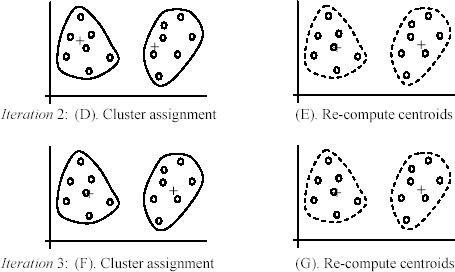 Iteration 2: (D). Cluster assignment
(E). Re-compute centroids
Iteration 3: (F). Cluster assignment
(G). Re-compute centroids